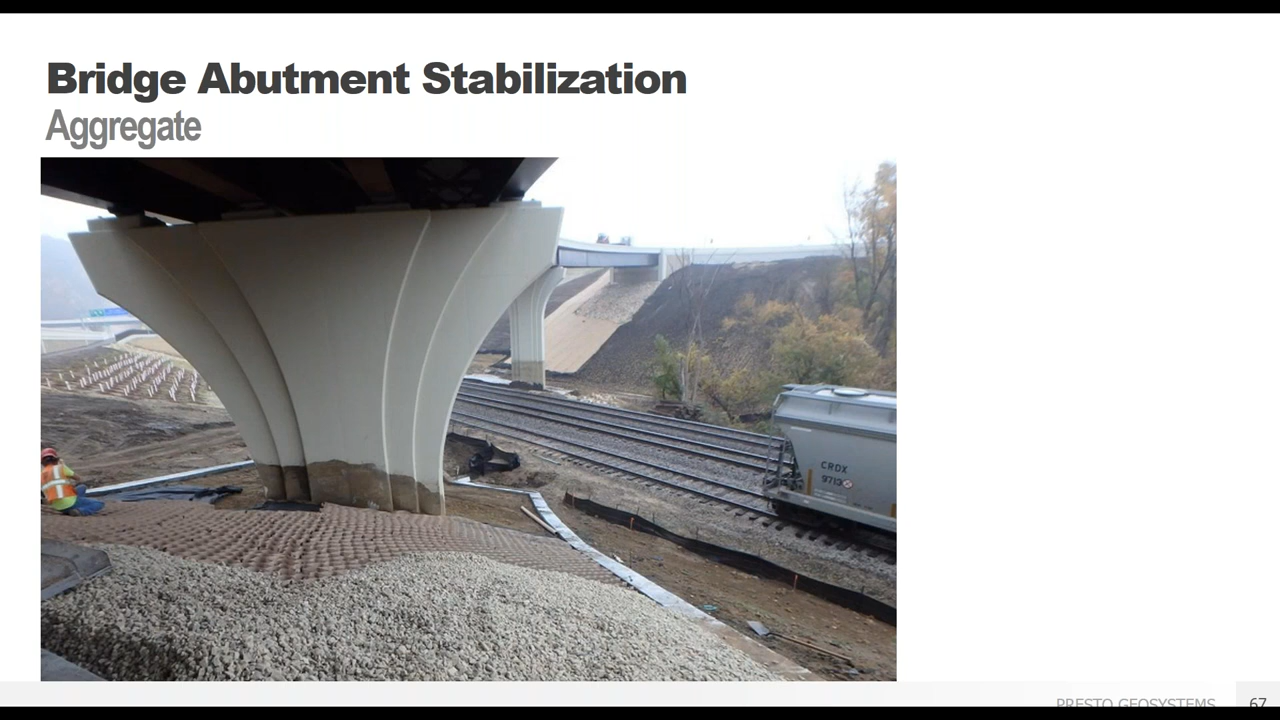 Bridge Abutment Stabilization
Aggregate
CRDX
PRESTO GEOSYSTEMS
67